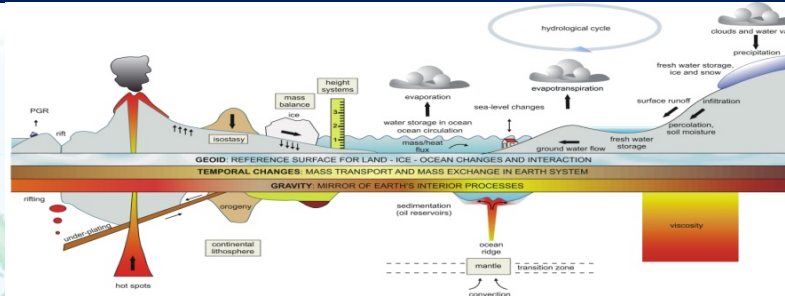 hydrological cycle
clouds and water va
precipitation
fresh water storage,
ice and snow
evaporation
evapotranspiration
height
systems
mass
balance
ice
3
2
1
PGR
rift
isostasy
water storage in ocean
ocean circulation
mass/heat
flux
sea-level changes
surface runoff
infiltration
percolation,
soil moisture
fresh water
storage
ground water flow
GEOID: REFERENCE SURFACE FOR LAND - ICE - OCEAN CHANGES AND INTERACTION
TEMPORAL CHANGES: MASS TRANSPORT AND MASS EXCHANGE IN EARTH SYSTEM
GRAVITY: MIRROR OF EARTH'S INTERIOR PROCESSES
rifting
under-plating
orogeny
continental
lithosphere
hot spots
sedimentation
(oil reservoirs)
ocean
ridge
mantle
transition zone
convection
viscosity